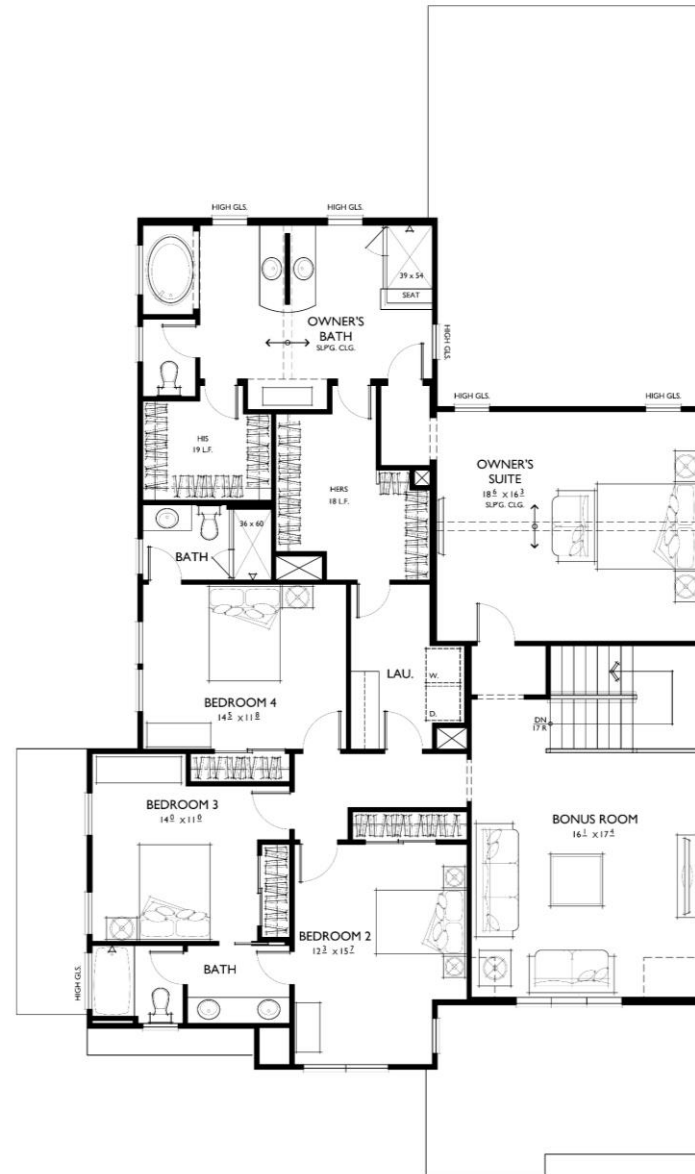 HIGH GLS.
HIGH GLS.
39 x 54
SEAT
OWNER'S
BATH
SLP'G. CLG.
HIGH GLS.
HIGH GLS.
HIGH GLS.
HIS
19 L.F.
HERS
18 L.F.
OWNER'S
SUITE
18⁶ x 16³
SLP'G. CLG.
36 x 60
BATH
LAU.
W.
D.
BEDROOM 4
14⁵ x 11⁸
DN
17 R
BEDROOM 3
14⁰ x 11⁰
BONUS ROOM
16¹ x 17⁴
BEDROOM 2
12³ x 15⁷
BATH
HIGH GLS.